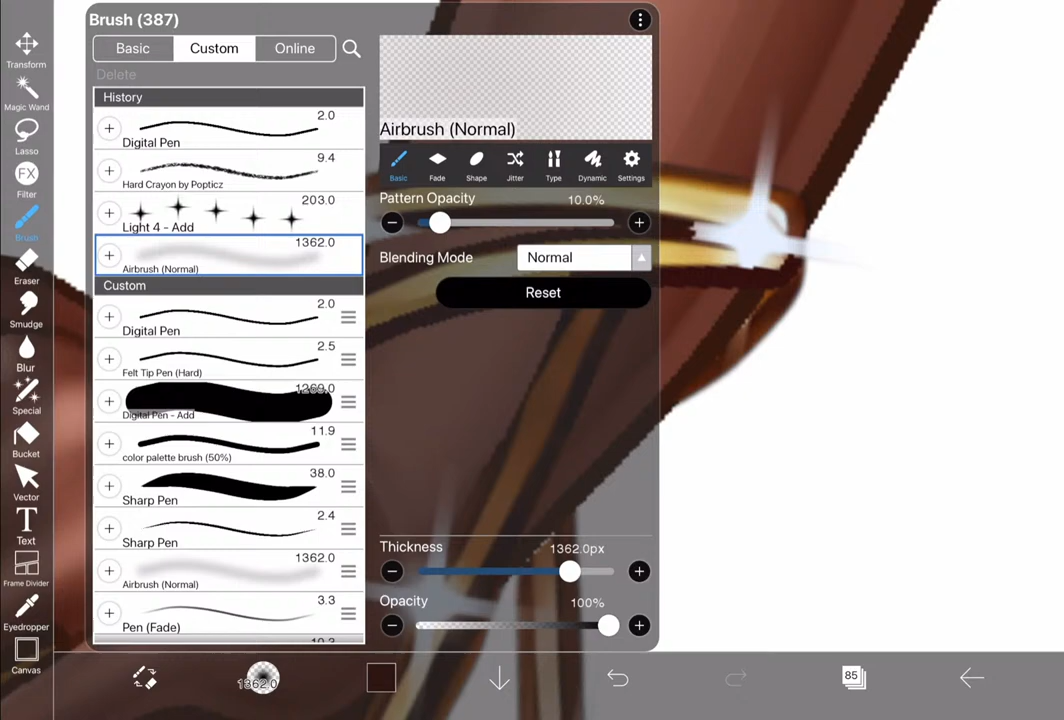 Transform
Magic Wand
Lasso
FX
Filter
Brush
Eraser
Smudge
Blur
Special
Bucket
Vector
T
Text
Frame Divider
Eyedropper
Canvas
Brush (387)
Basic
Custom
Online
Delete
History
2.0
Digital Pen
9.4
Hard Crayon by Popticz
203.0
Light 4 - Add
1362.0
Airbrush (Normal)
Custom
2.0
Digital Pen
2.5
Felt Tip Pen (Hard)
Digital Pen - Add
11.9
color palette brush (50%)
38.0
Sharp Pen
2.4
Sharp Pen
1362.0
Airbrush (Normal)
3.3
Pen (Fade)
Airbrush (Normal)
Basic
Fade
Shape
Jitter
Type
Dynamic
Settings
Pattern Opacity 10.0%
Blending Mode Normal
Reset
Thickness 1362.0px
Opacity 100%
1362.0
85